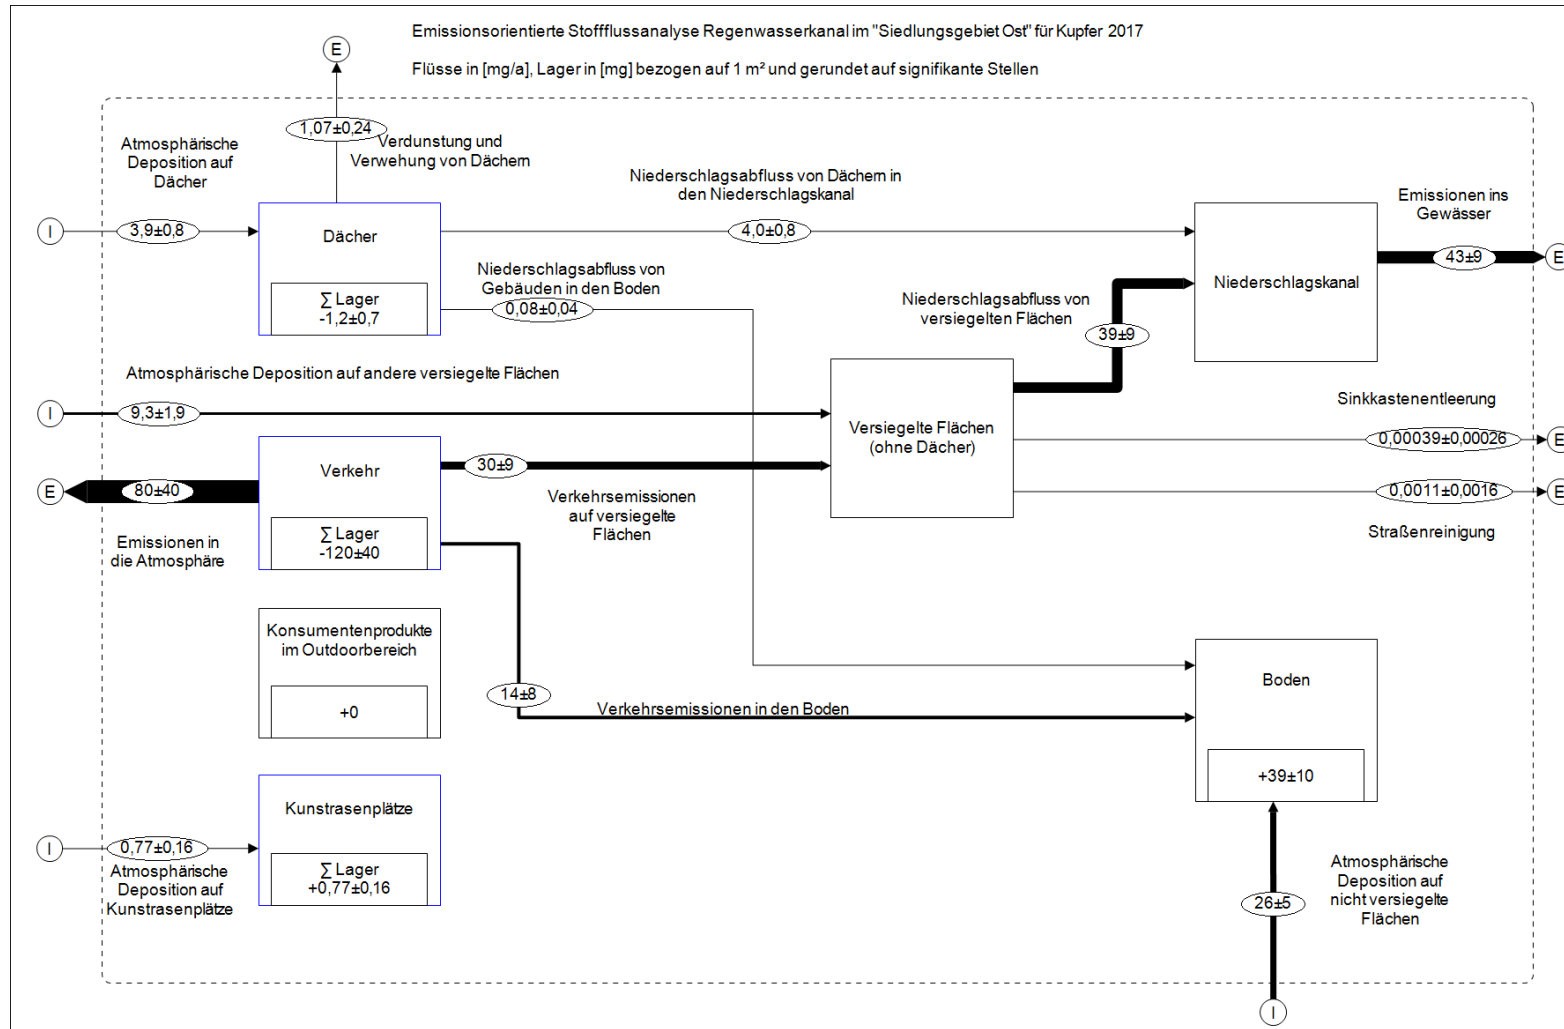 Emissionsorientierte Stoffflussanalyse Regenwasserkanal im "Siedlungsgebiet Ost" für Kupfer 2017
Flüsse in [mg/a], Lager in [mg] bezogen auf 1 m² und gerundet auf signifikante Stellen
E
1,07±0,24
Verdunstung und
Verwehung von Dächern
Atmosphärische
Deposition auf
Dächer
I
3,9±0,8
Dächer
∑ Lager
-1,2±0,7
Niederschlagsabfluss von Dächern in
den Niederschlagskanal
4,0±0,8
Niederschlagsabfluss von
Gebäuden in den Boden
0,08±0,04
Emissionen ins
Gewässer
Niederschlagskanal
43±9
E
Niederschlagsabfluss von
versiegelten Flächen
39±9
Atmosphärische Deposition auf andere versiegelte Flächen
I
9,3±1,9
Versiegelte Flächen
(ohne Dächer)
Sinkkastenentleerung
0,00039±0,00026
E
0,0011±0,0016
E
Straßenreinigung
Verkehr
∑ Lager
-120±40
30±9
Verkehrsemissionen
auf versiegelte
Flächen
E
80±40
Emissionen in
die Atmosphäre
Konsumentenprodukte
im Outdoorbereich
+0
14±8
Verkehrsemissionen in den Boden
Boden
+39±10
Kunstrasenplätze
∑ Lager
+0,77±0,16
I
0,77±0,16
Atmosphärische
Deposition auf
Kunstrasenplätze
Atmosphärische
Deposition auf
nicht versiegelte
Flächen
26±5
I